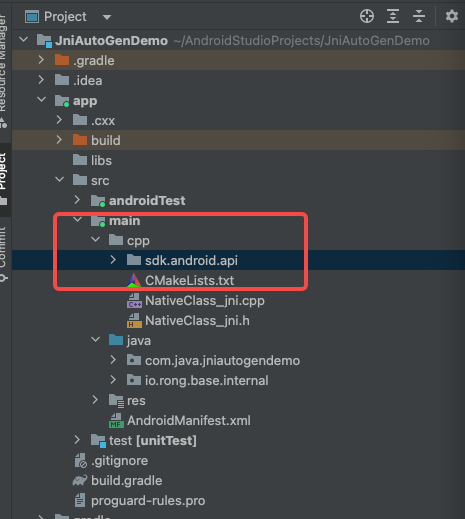 Project
JniAutoGenDemo ~/AndroidStudioProjects/JniAutoGenDemo
.gradle
.idea
app
.cxx
build
libs
src
androidTest
main
cpp
sdk.android.api
CMakeLists.txt
NativeClass_jni.cpp
NativeClass_jni.h
java
com.java.jniautogendemo
io.rong.base.internal
res
AndroidManifest.xml
test [unitTest]
.gitignore
build.gradle
proguard-rules.pro
gradle
Resource Manager
Project
Commit